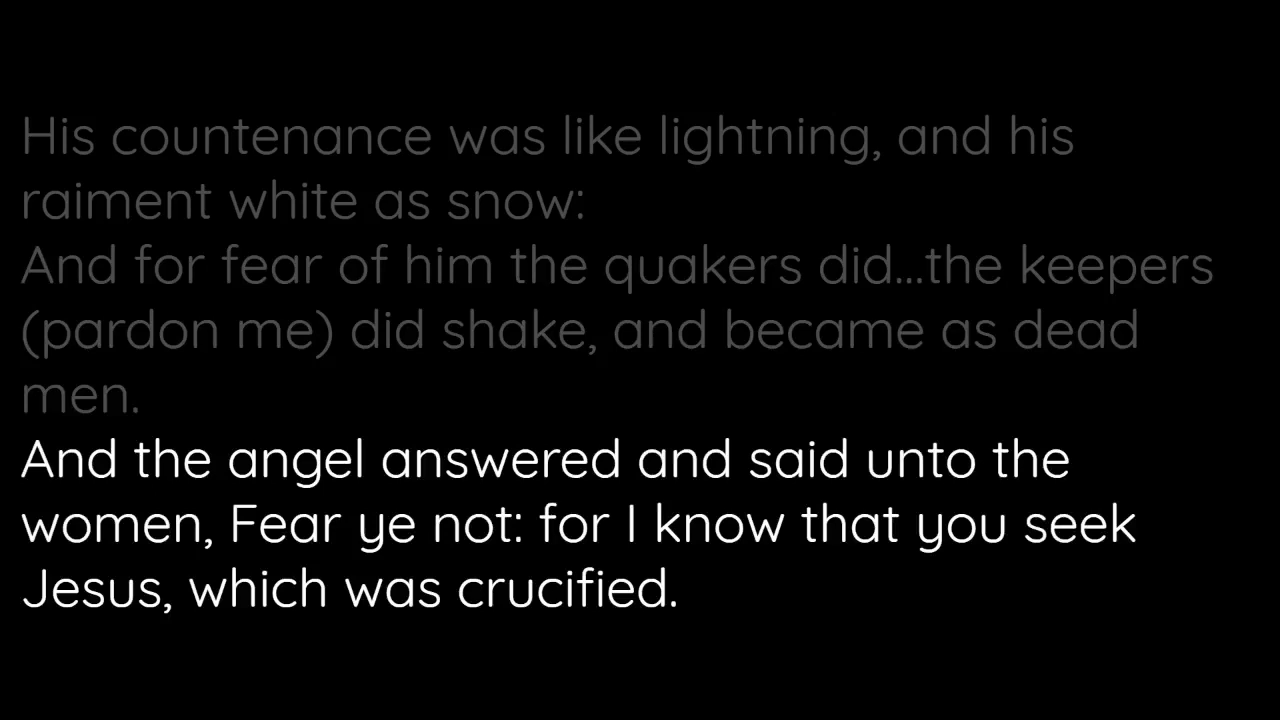 His countenance was like lightning, and his
raiment white as snow:
And for fear of him the quakers did...the keepers
(pardon me) did shake, and became as dead
men.
And the angel answered and said unto the
women, Fear ye not: for I know that you seek
Jesus, which was crucified.